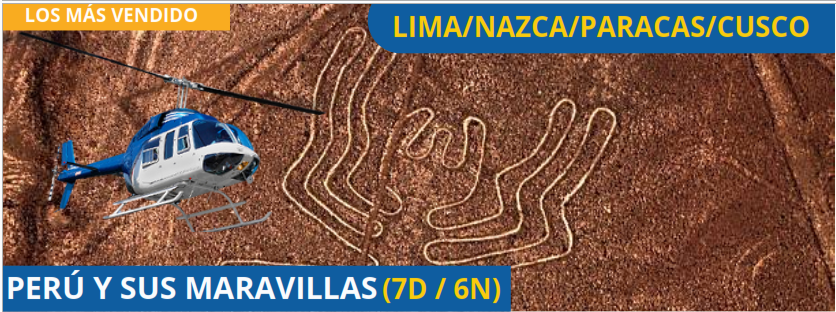 LOS MÁS VENDIDO
LIMA/NAZCA/PARACAS/CUSCO
PERÚ Y SUS MARAVILLAS (7D / 6N)